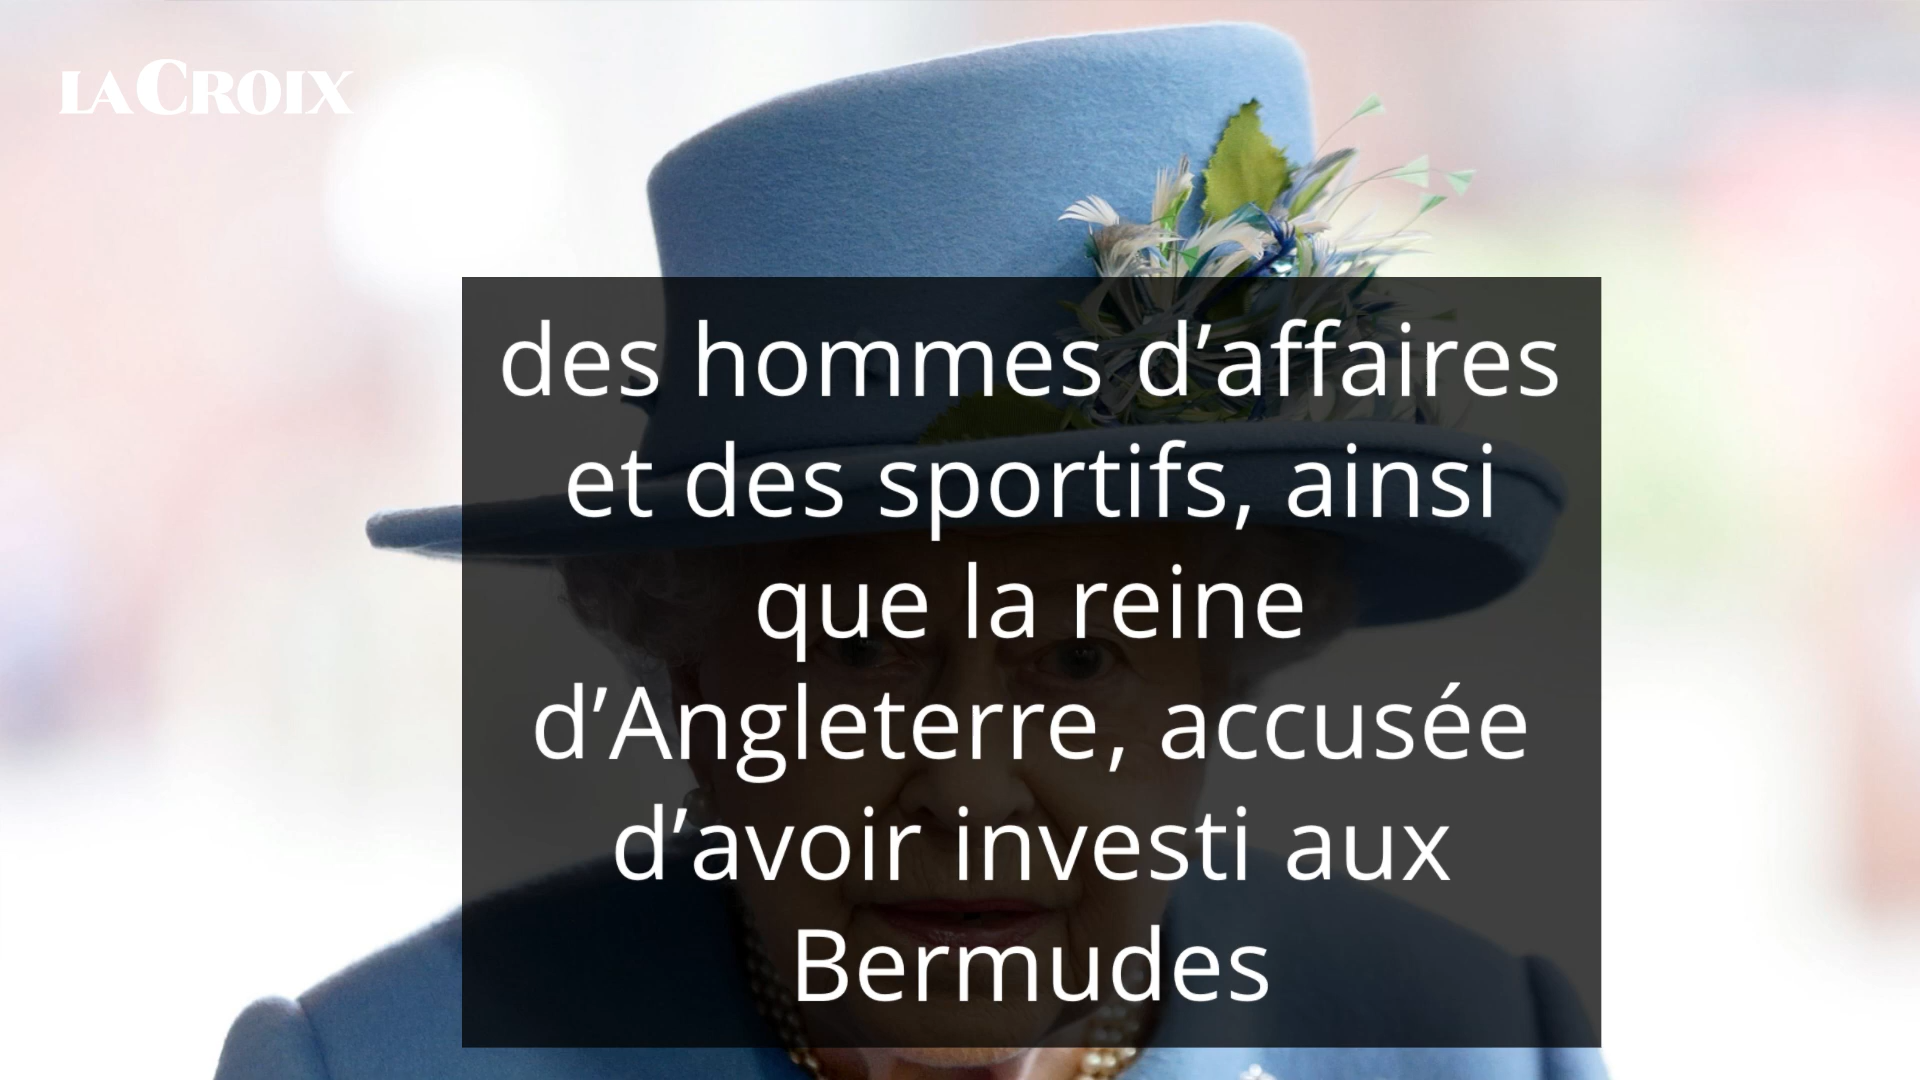 LA CROIX
des hommes d’affaires
et des sportifs, ainsi
que la reine
d’Angleterre, accusée
d’avoir investi aux
Bermudes